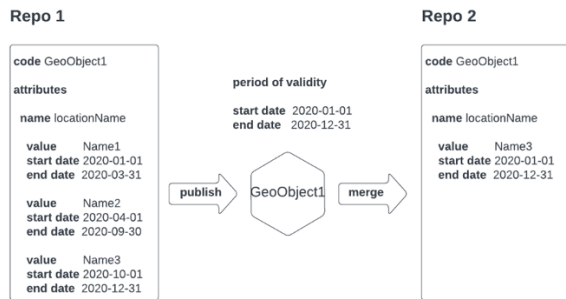 Repo 1
code GeoObject1
attributes
name locationName
value Name1
start date 2020-01-01
end date 2020-03-31
value Name2
start date 2020-04-01
end date 2020-09-30
value Name3
start date 2020-10-01
end date 2020-12-31
publish
period of validity
start date 2020-01-01
end date 2020-12-31
GeoObject1
merge
Repo 2
code GeoObject1
attributes
name locationName
value Name3
start date 2020-01-01
end date 2020-12-31